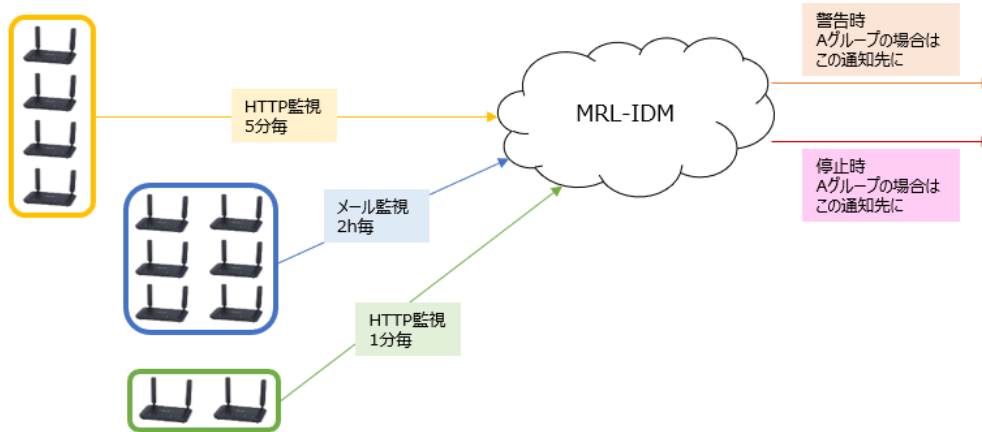 警告時
Aグループの場合は
この通知先に
HTTP監視
5分毎
MRL-IDM
停止時
Aグループの場合は
この通知先に
メール監視
2h毎
HTTP監視
1分毎